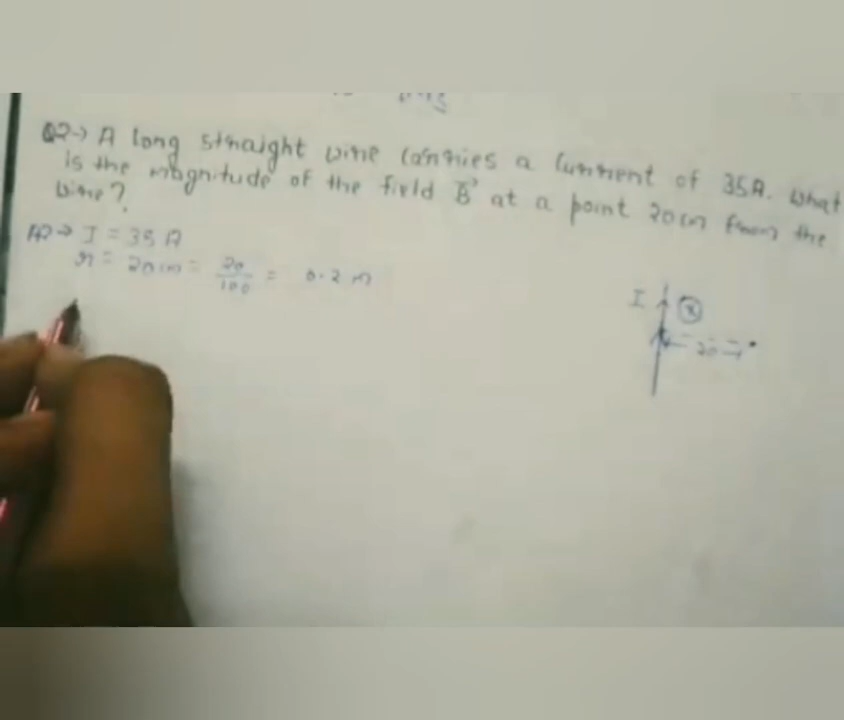 Q2→ A long straight wire carries a current of 35A. What
is the magnitude of the field B⃗ at a point 20cm from the
wire?
A2→ I = 35 A
r = 20cm = 20/100 = 0.2 m
I ⊗
20